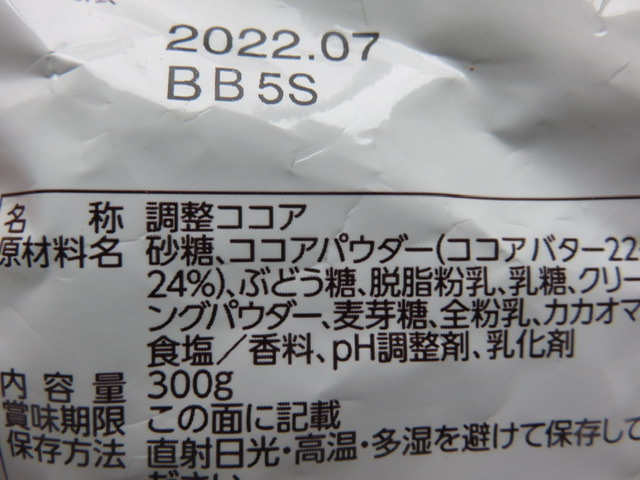 2022.07
BB5S
名 称 調整ココア
原材料名 砂糖、ココアパウダー(ココアバター22
24%)、ぶどう糖、脱脂粉乳、乳糖、クリー
ングパウダー、麦芽糖、全粉乳、カカオマ
食塩/香料、pH調整剤、乳化剤
内容量 300g
賞味期限 この面に記載
保存方法 直射日光・高温・多湿を避けて保存して
ださい